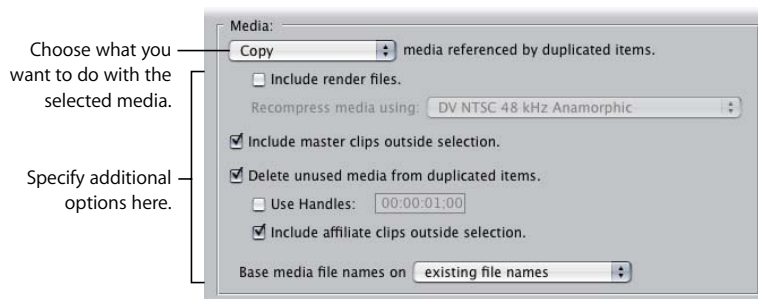 Media:
Choose what you want to do with the selected media.
Copy media referenced by duplicated items.
Include render files.
Recompress media using: DV NTSC 48 kHz Anamorphic
Include master clips outside selection.
Specify additional options here.
Delete unused media from duplicated items.
Use Handles: 00:00:01;00
Include affiliate clips outside selection.
Base media file names on existing file names